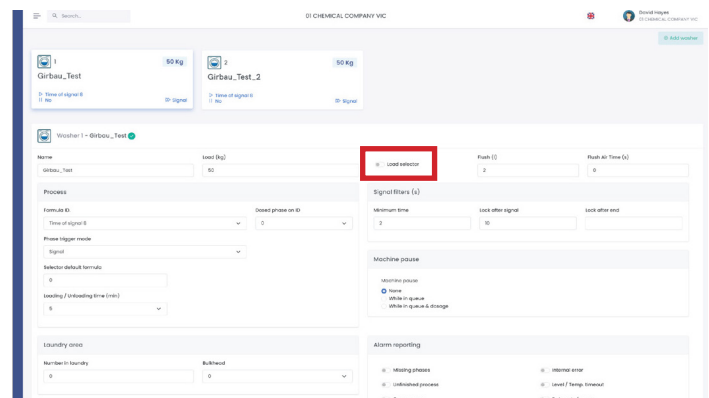 Search...
01 CHEMICAL COMPANY VIC
David Hayes
01 CHEMICAL COMPANY VIC
Add washer
1
50 Kg
Girbau_Test
Time of signal B
No
Signal
2
50 Kg
Girbau_Test_2
Time of signal B
No
Signal
Washer 1 - Girbau_Test
Name
Load (kg)
Load selector
Flush (l)
Flush Air Time (s)
Girbau_Test
50
2
0
Process
Formula ID.
Dosed phase on ID
Time of signal B
0
Phase trigger mode
Signal
Selector default formula
0
Loading / Unloading time (min)
5
Signal filters (s)
Minimum time
Lock after signal
Lock after end
2
10
Machine pause
Machine pause
None
While in queue
While in queue & dosage
Laundry area
Number in laundry
Bulkhead
0
0
Alarm reporting
Missing phases
Internal error
Unfinished process
Level / Temp. timeout